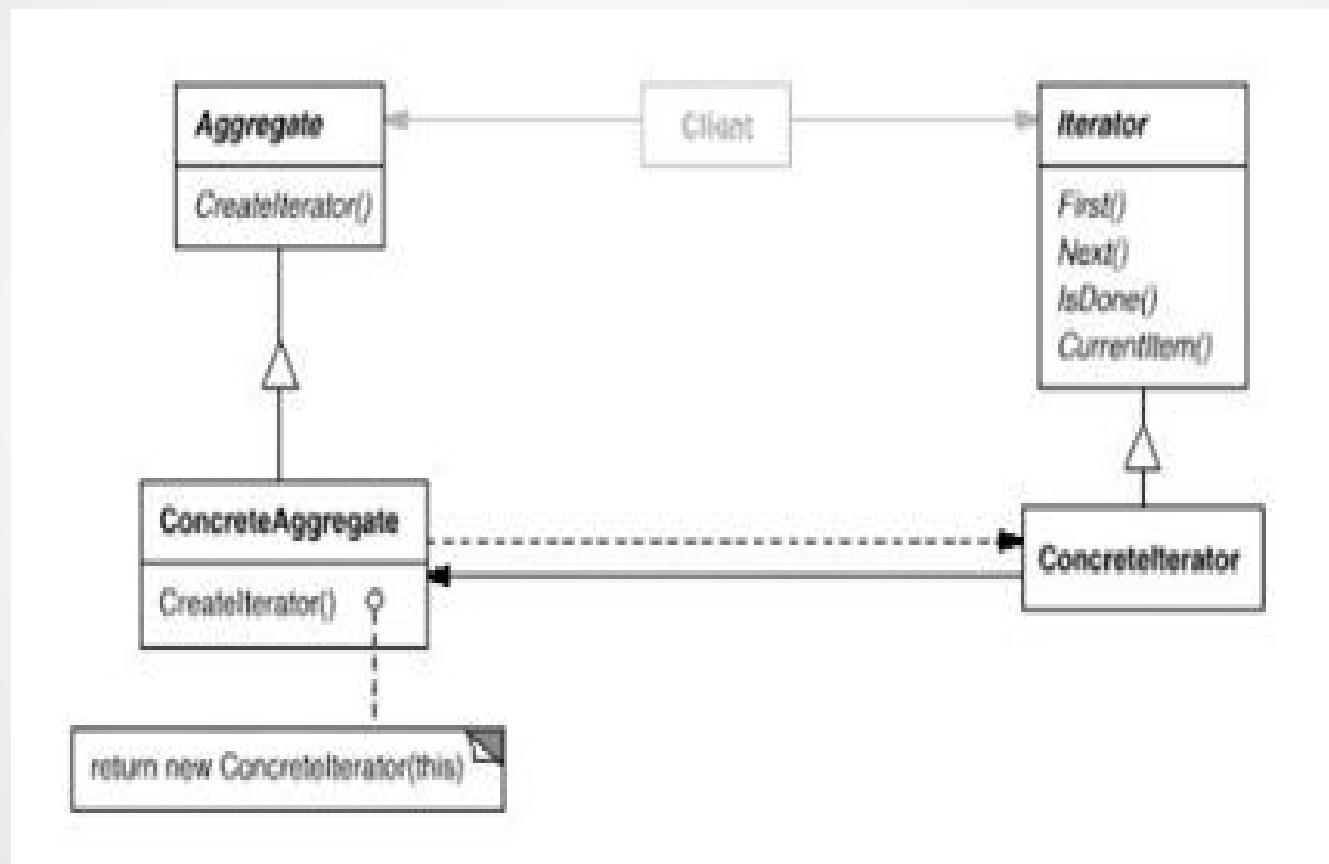 Aggregate
CreateIterator()
Client
Iterator
First()
Next()
IsDone()
CurrentItem()
ConcreteAggregate
CreateIterator()
return new ConcreteIterator(this)
ConcreteIterator